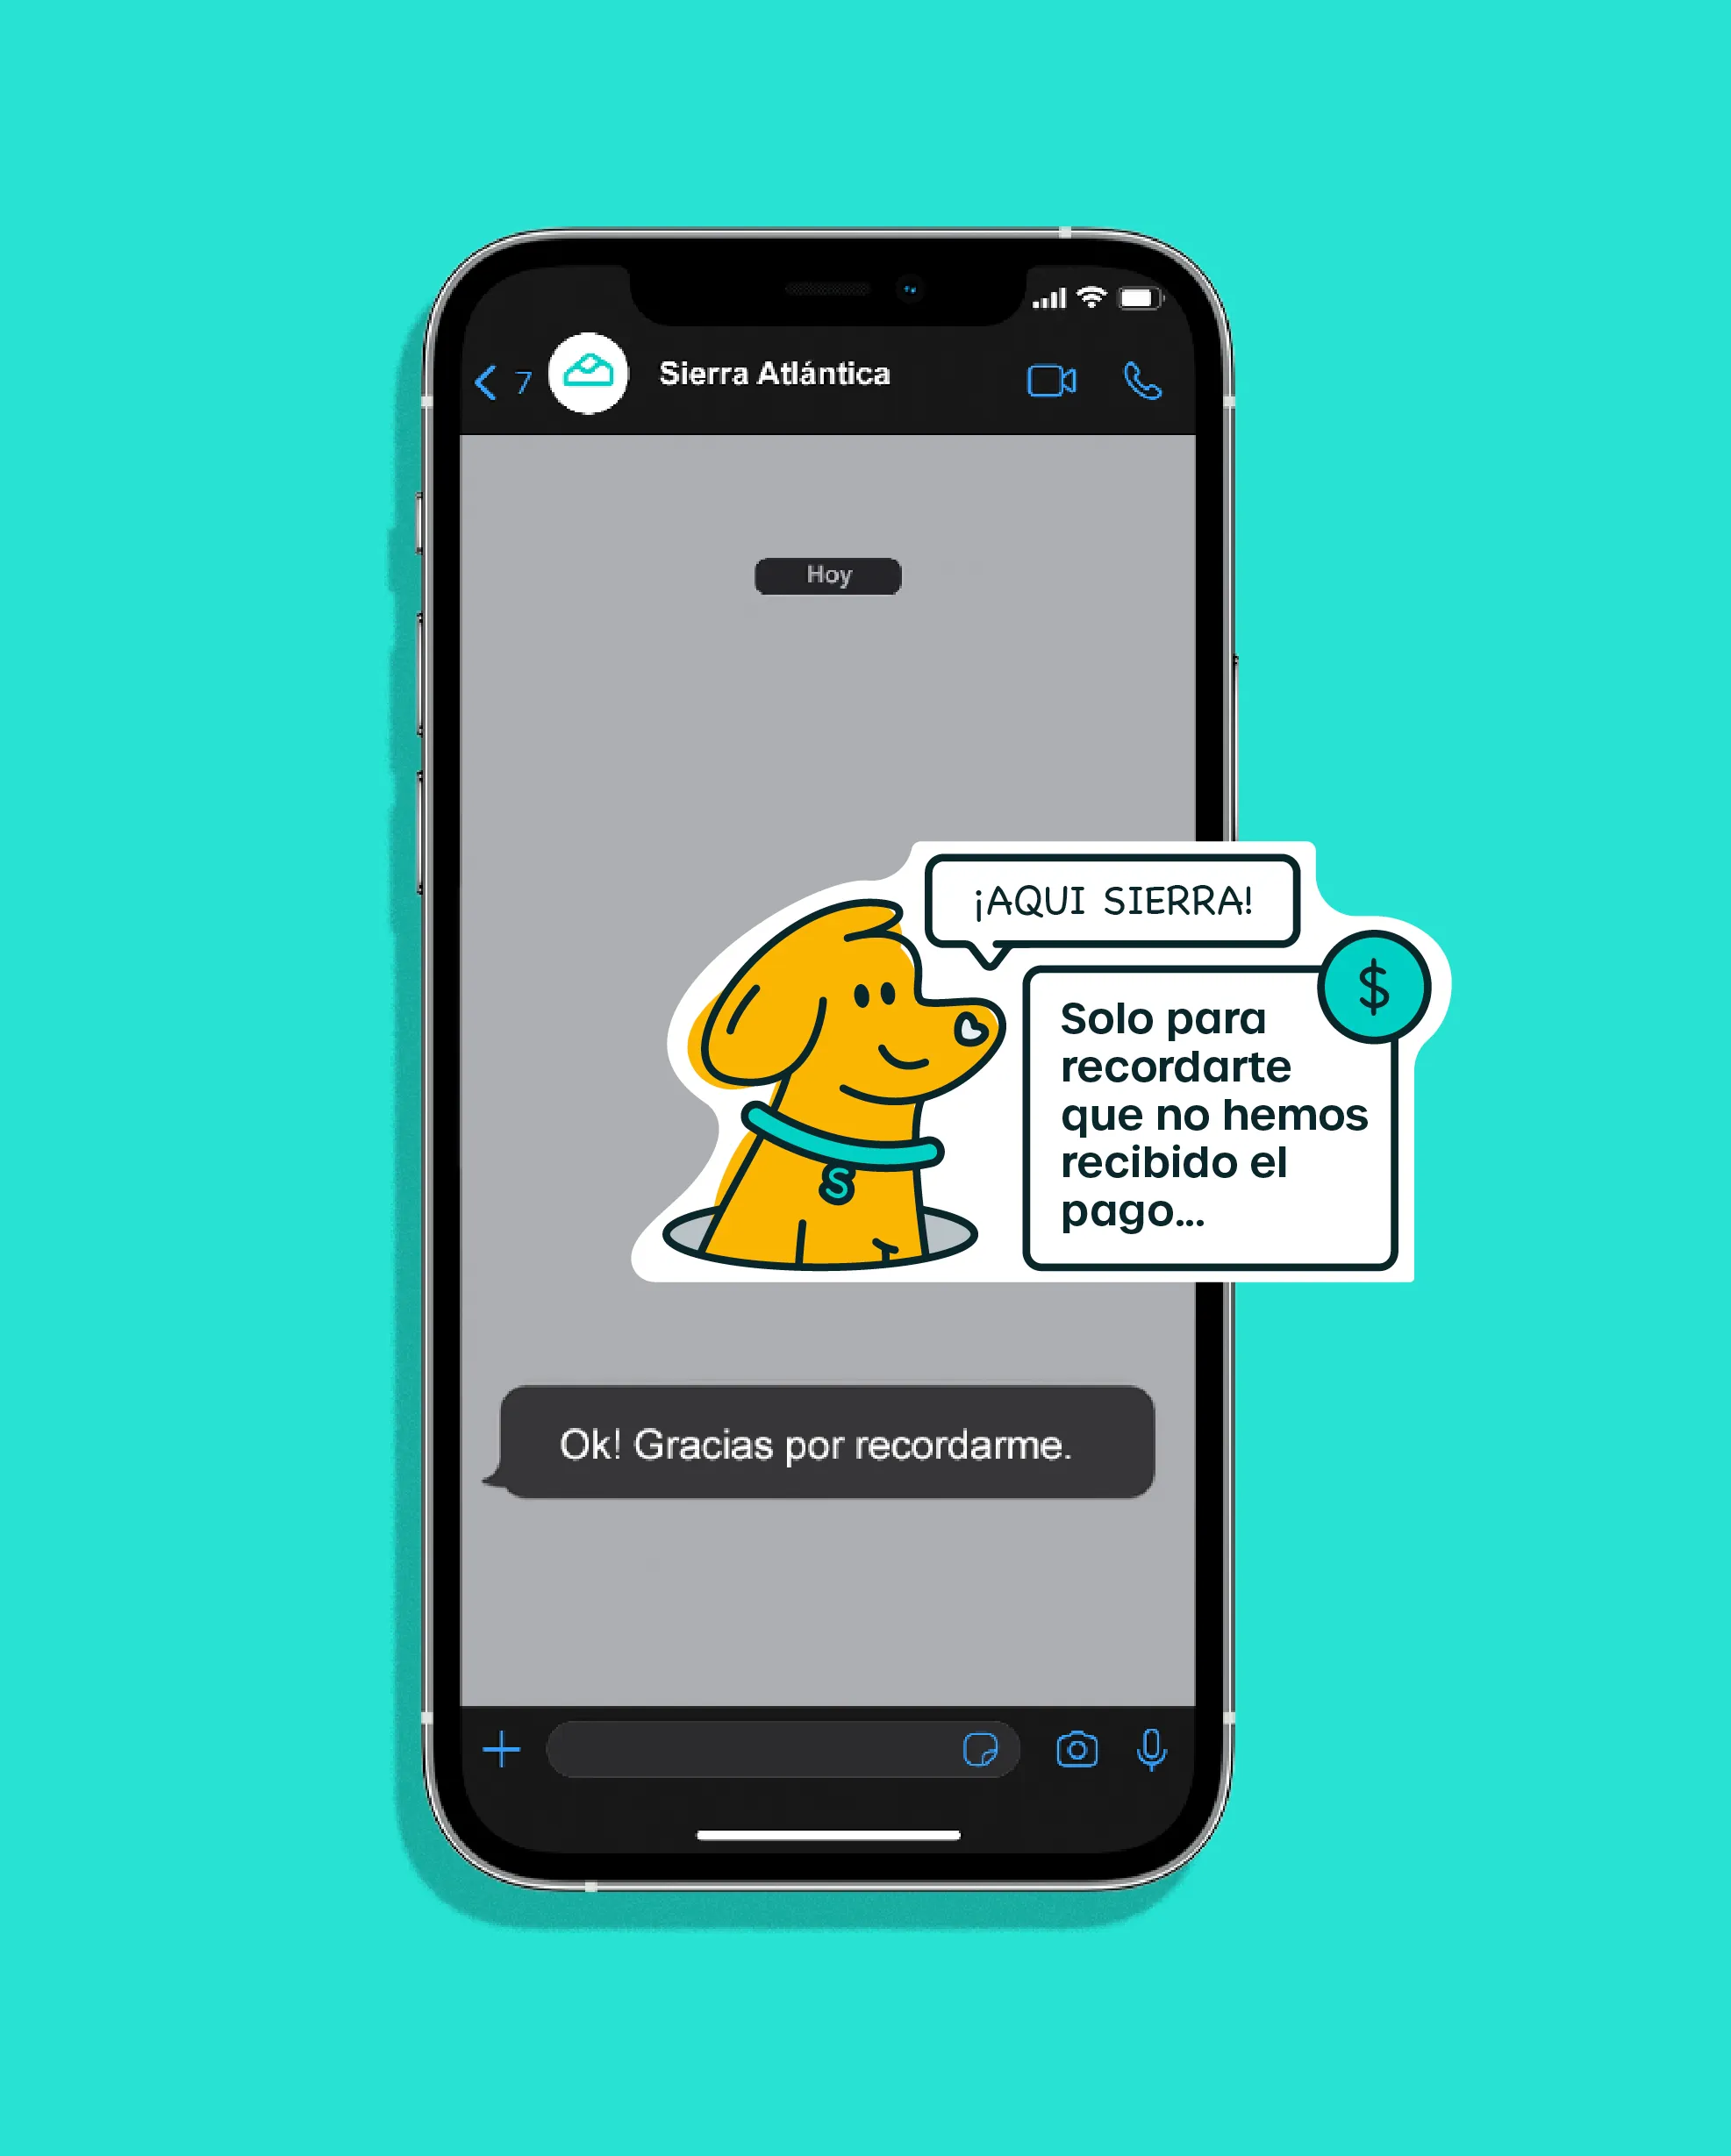 7
Sierra Atlántica
Hoy
¡AQUI SIERRA!
$
Solo para
recordarte
que no hemos
recibido el
pago...
S
Ok! Gracias por recordarme.